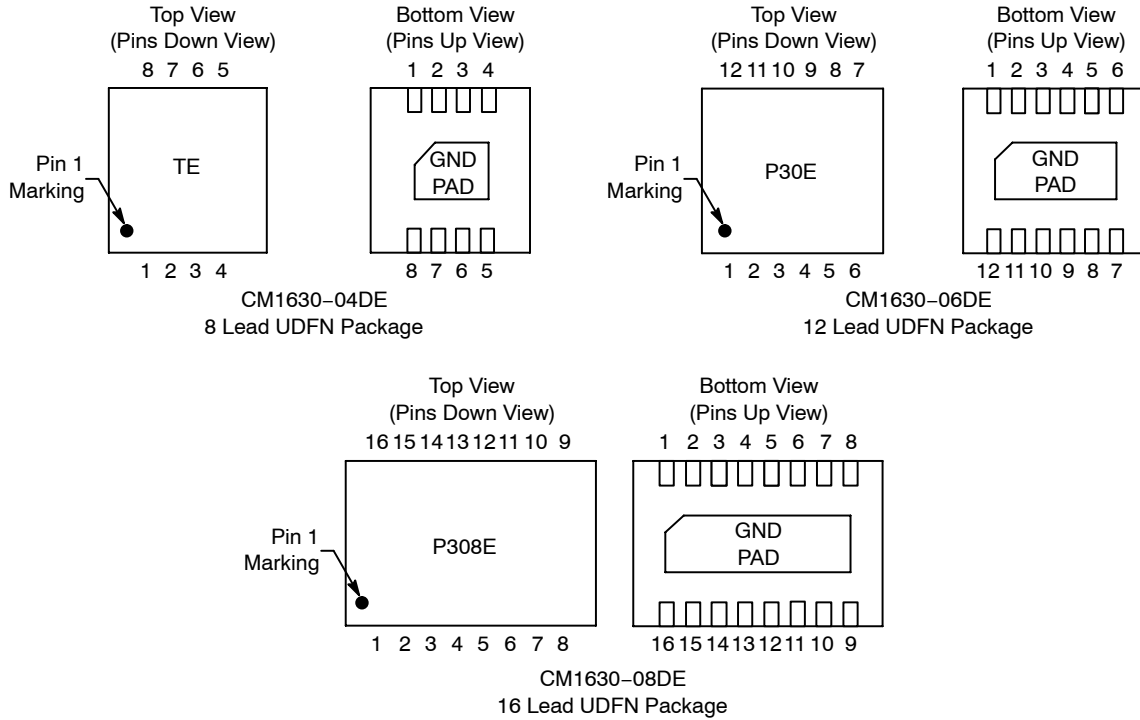 Top View
(Pins Down View)
8 7 6 5
Pin 1
Marking
TE
1 2 3 4
Bottom View
(Pins Up View)
1 2 3 4
GND
PAD
8 7 6 5
CM1630−04DE
8 Lead UDFN Package
Top View
(Pins Down View)
12 11 10 9 8 7
Pin 1
Marking
P30E
1 2 3 4 5 6
Bottom View
(Pins Up View)
1 2 3 4 5 6
GND
PAD
12 11 10 9 8 7
CM1630−06DE
12 Lead UDFN Package
Top View
(Pins Down View)
16 15 14 13 12 11 10 9
Pin 1
Marking
P308E
1 2 3 4 5 6 7 8
Bottom View
(Pins Up View)
1 2 3 4 5 6 7 8
GND
PAD
16 15 14 13 12 11 10 9
CM1630−08DE
16 Lead UDFN Package